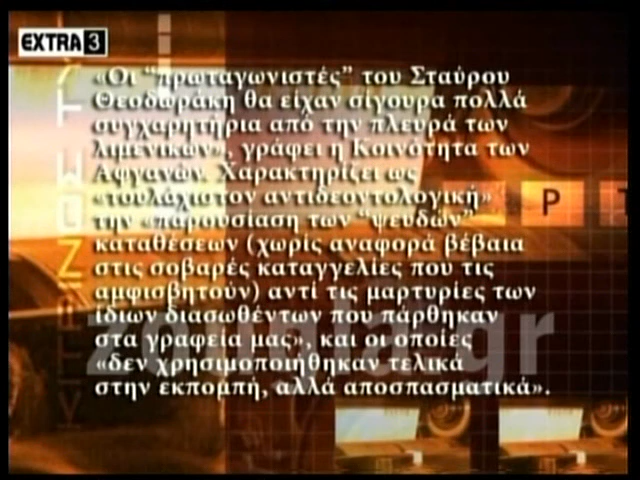 EXTRA 3
«Οι “πρωταγωνιστές” του Σταύρου
Θεοδωράκη θα είχαν σίγουρα πολλά
συγχαρητήρια από την πλευρά των
λιμενικών», γράφει η Κοινότητα των
Αφγανών. Χαρακτηρίζει ως
«τουλάχιστον αντιδεοντολογική»
την «παρουσίαση των “ψευδών”
καταθέσεων (χωρίς αναφορά βέβαια
στις σοβαρές καταγγελίες που τις
αμφισβητούν) αντί τις μαρτυρίες των
ίδιων διασωθέντων που πάρθηκαν
στα γραφεία μας», και οι οποίες
«δεν χρησιμοποιήθηκαν τελικά
στην εκπομπή, αλλά αποσπασματικά».
zougla.gr
Ρ Τ